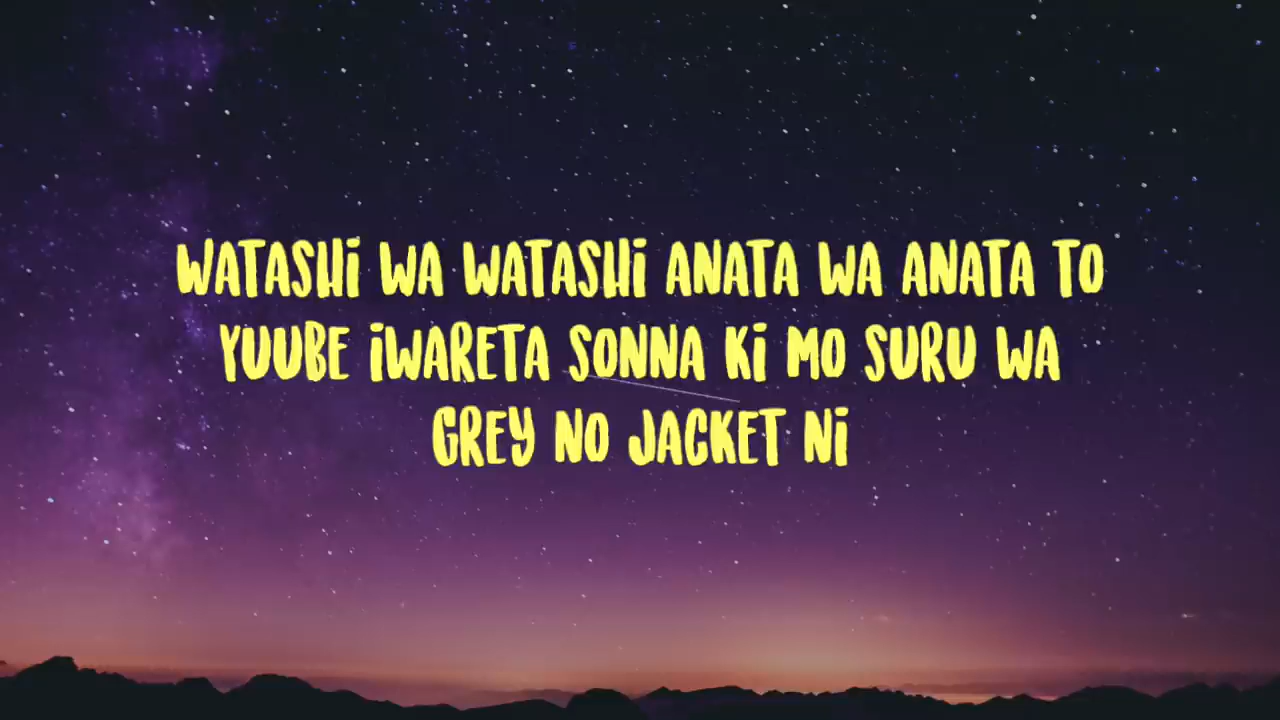 WATASHi WA WATASHi ANATA WA ANATA TO
YUUBE iWARETA SONNA Ki MO SURU WA
GREY NO JACKET Ni